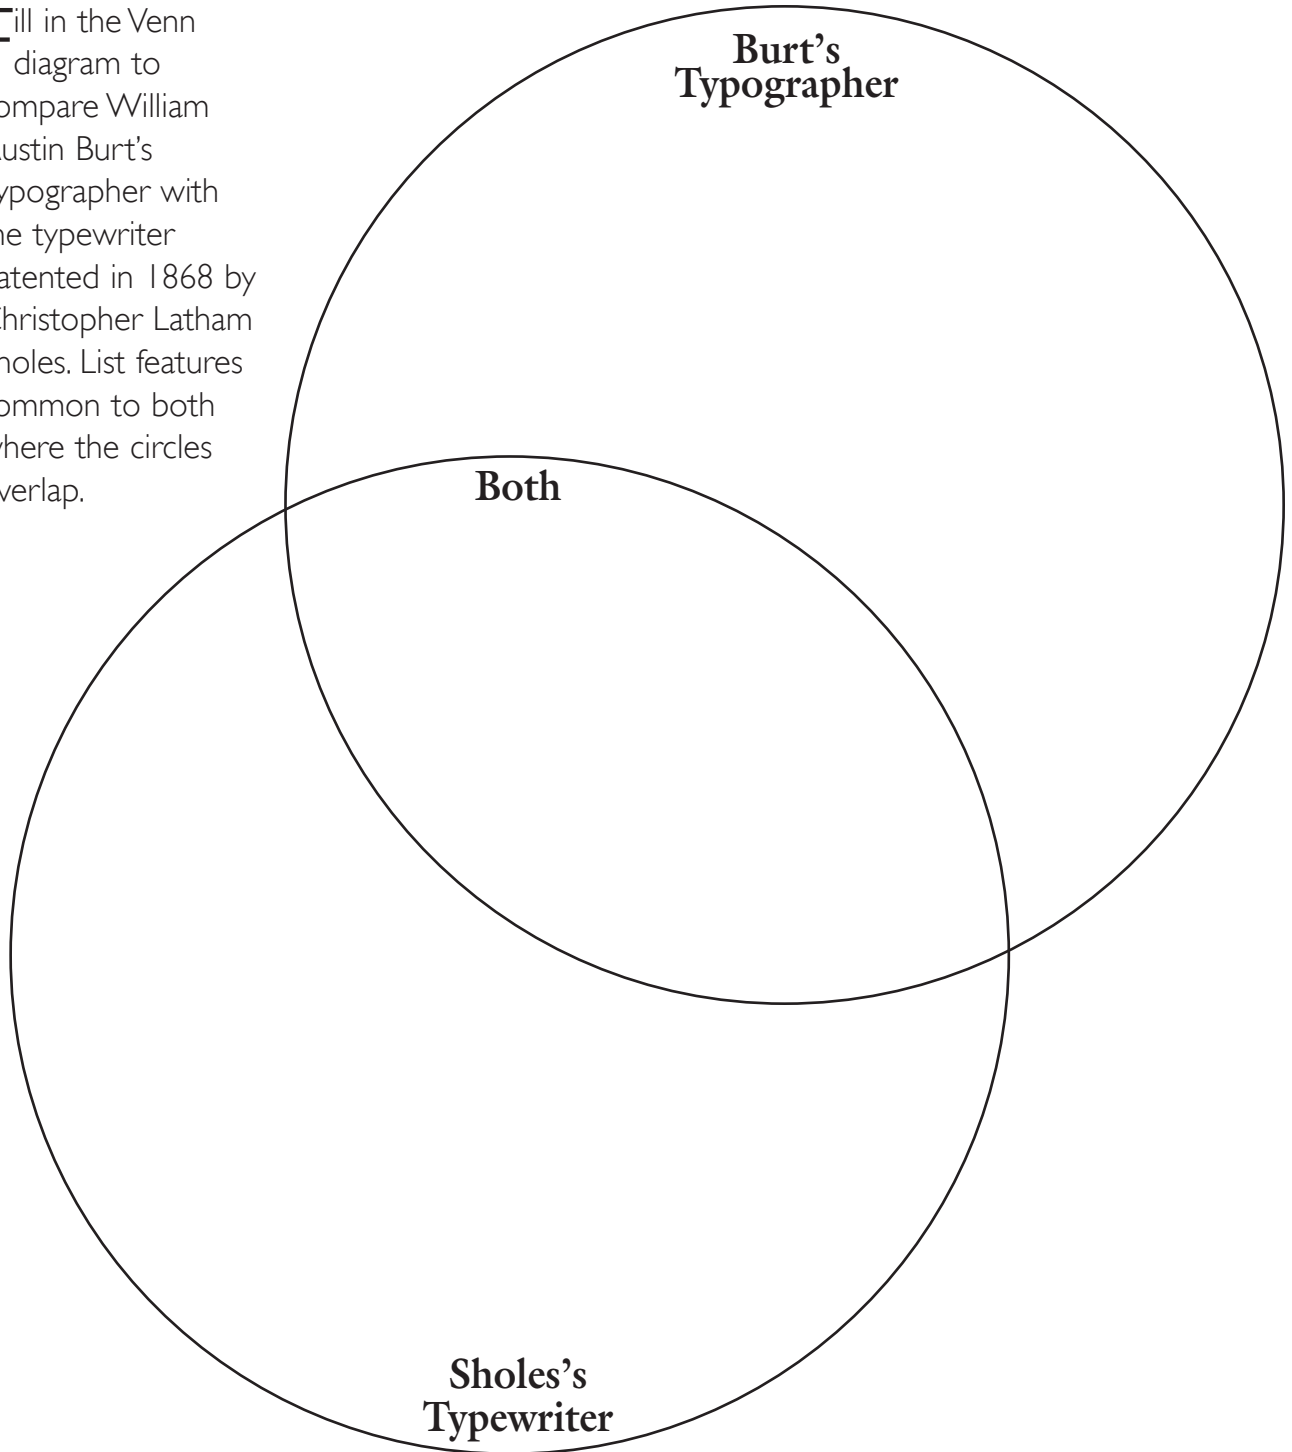 Fill in the Venn
diagram to
ompare William
ustin Burt’s
ypographer with
he typewriter
atented in 1868 by
hristopher Latham
holes. List features
ommon to both
where the circles
verlap.
Burt’s
Typographer
Both
Sholes’s
Typewriter